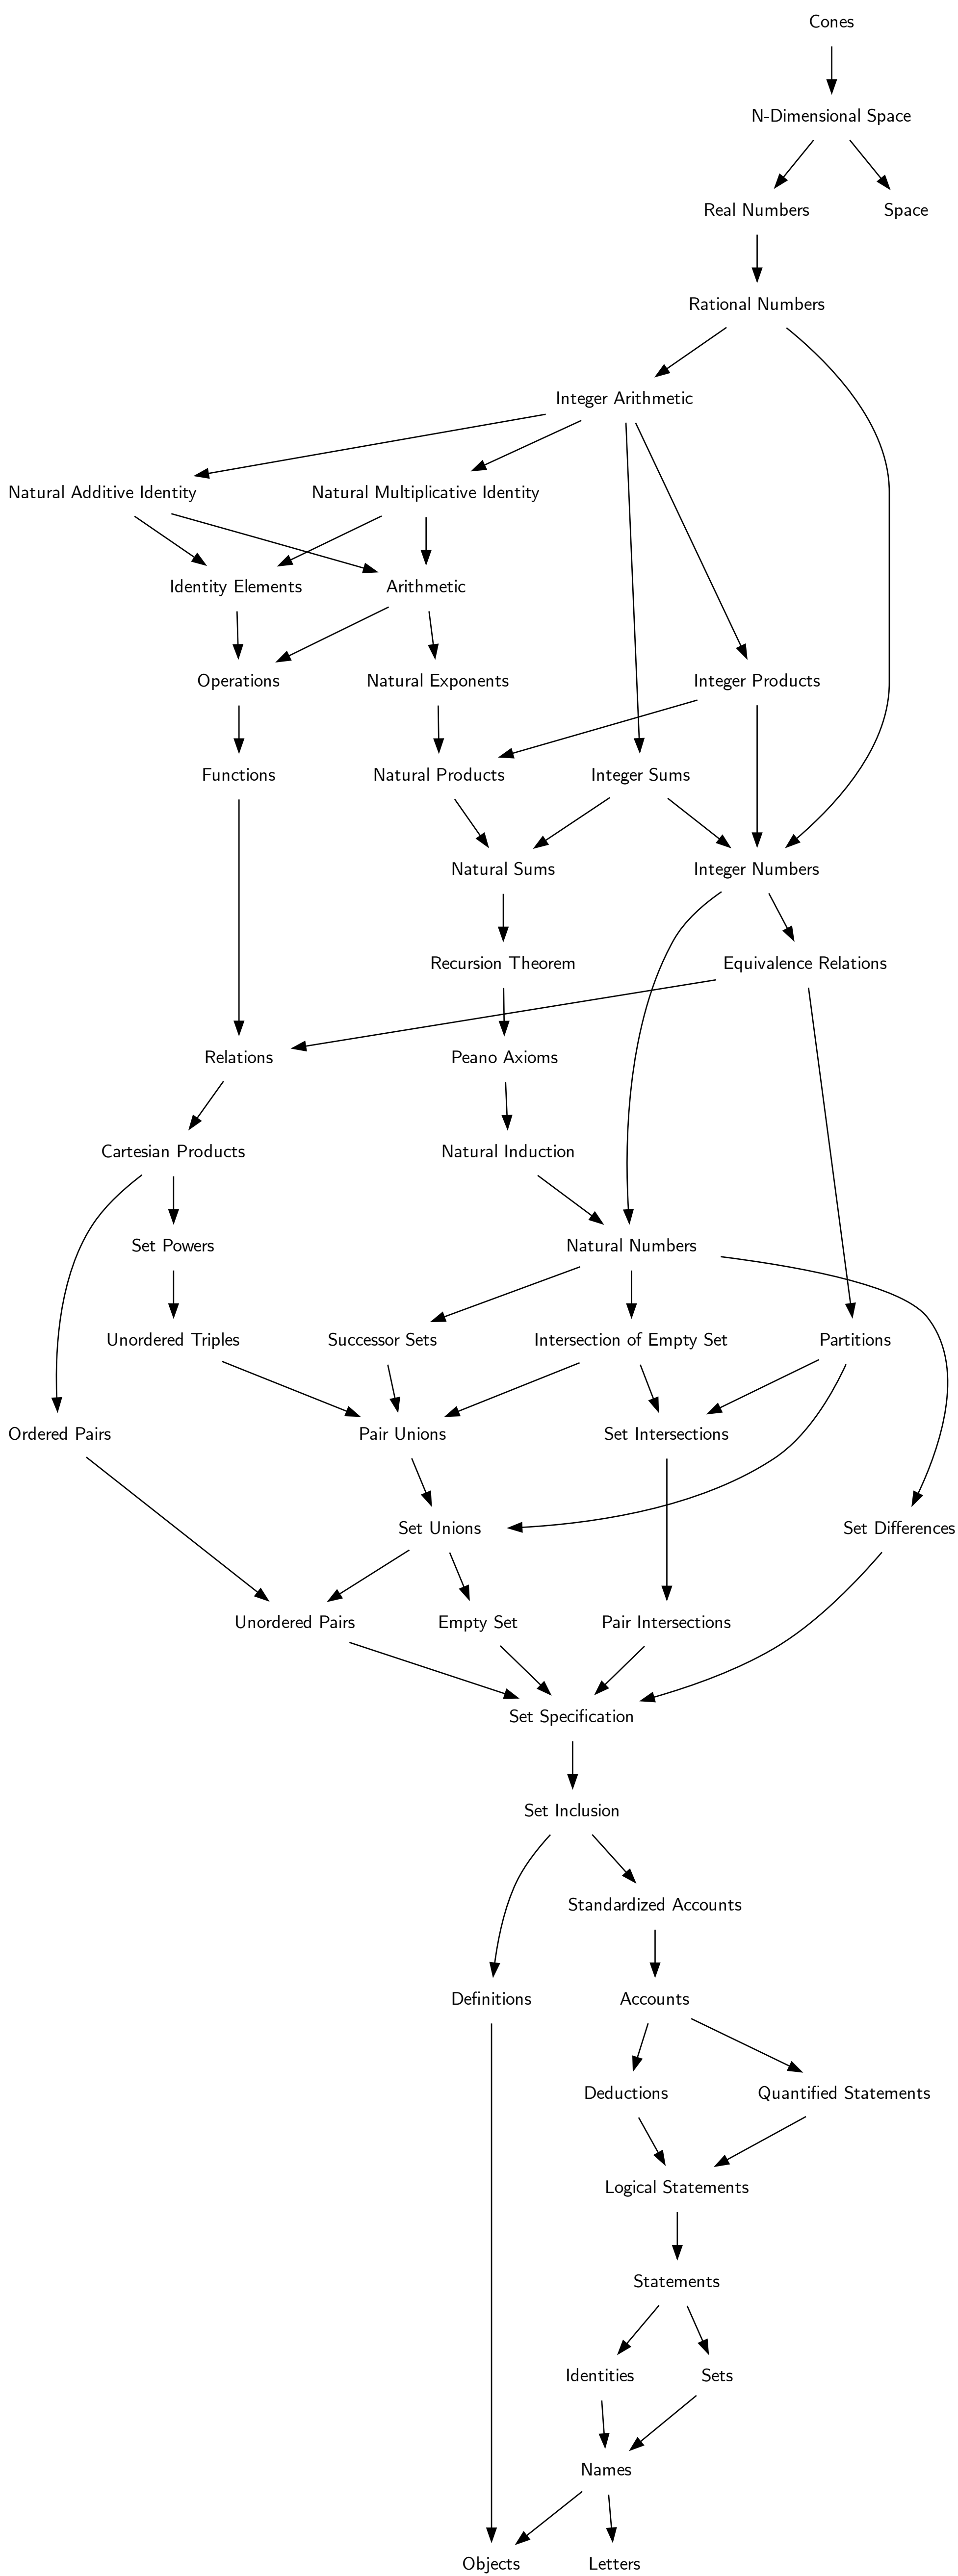 Cones
N-Dimensional Space
Real Numbers
Space
Rational Numbers
Integer Arithmetic
Natural Additive Identity
Natural Multiplicative Identity
Identity Elements
Arithmetic
Operations
Natural Exponents
Integer Products
Functions
Natural Products
Integer Sums
Natural Sums
Integer Numbers
Recursion Theorem
Equivalence Relations
Relations
Peano Axioms
Cartesian Products
Natural Induction
Set Powers
Natural Numbers
Unordered Triples
Successor Sets
Intersection of Empty Set
Partitions
Ordered Pairs
Pair Unions
Set Intersections
Set Unions
Set Differences
Unordered Pairs
Empty Set
Pair Intersections
Set Specification
Set Inclusion
Standardized Accounts
Definitions
Accounts
Deductions
Quantified Statements
Logical Statements
Statements
Identities
Sets
Names
Objects
Letters